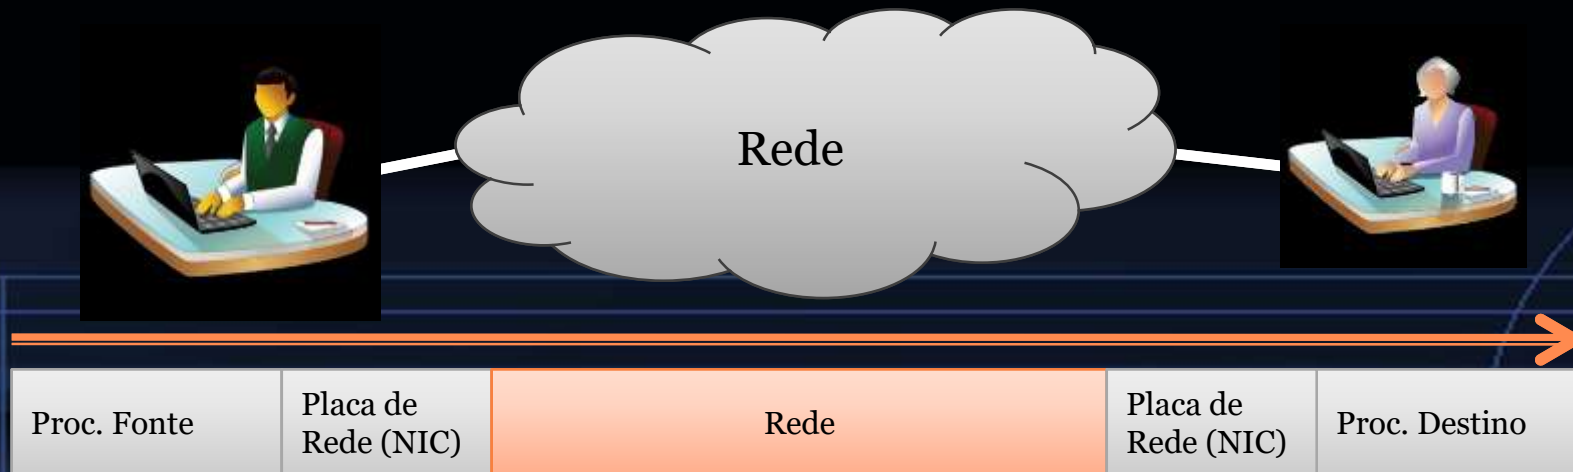 Rede
Proc. Fonte
Placa de
Rede (NIC)
Rede
Placa de
Rede (NIC)
Proc. Destino